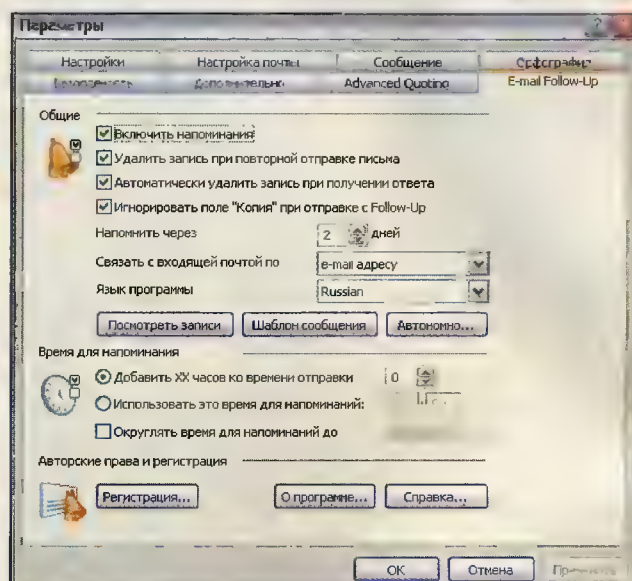 Параметры
Настройки Настройка почты Сообщение Орфография
Безопасность Дополнительно Advanced Quoting E-mail Follow-Up
Общие
Включить напоминания
Удалить запись при повторной отправке письма
Автоматически удалить запись при получении ответа
Игнорировать поле "Копия" при отправке с Follow-Up
Напомнить через 2 дней
Связать с входящей почтой по e-mail адресу
Язык программы Russian
Посмотреть записи Шаблон сообщения Автономно...
Время для напоминания
Добавить XX часов ко времени отправки 0
Использовать это время для напоминаний:
Округлять время для напоминаний до
Авторские права и регистрация
Регистрация... О программе... Справка...
OK Отмена Применить